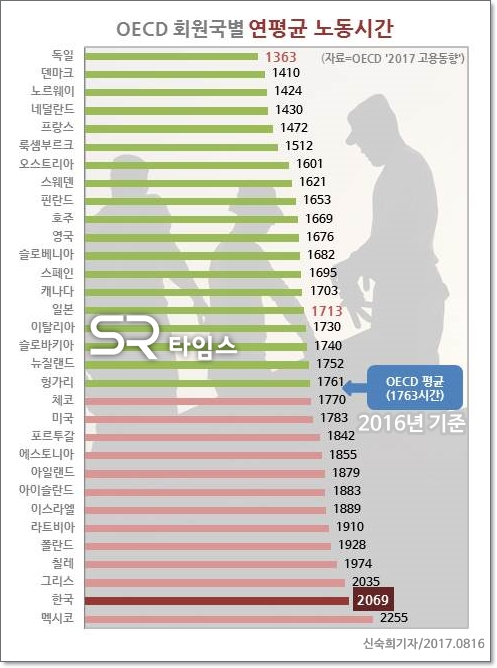 OECD 회원국별 연평균 노동시간
(자료=OECD '2017 고용동향')
독일 1363
덴마크 1410
노르웨이 1424
네덜란드 1430
프랑스 1472
룩셈부르크 1512
오스트리아 1601
스웨덴 1621
핀란드 1653
호주 1669
영국 1676
슬로베니아 1682
스페인 1695
캐나다 1703
일본 1713
이탈리아 1730
슬로바키아 1740
SR타임스
뉴질랜드 1752
헝가리 1761
OECD 평균
(1763시간)
체코 1770
미국 1783
2016년 기준
포르투갈 1842
에스토니아 1855
아일랜드 1879
아이슬란드 1883
이스라엘 1889
라트비아 1910
폴란드 1928
칠레 1974
그리스 2035
한국 2069
멕시코 2255
신숙희기자/2017.0816